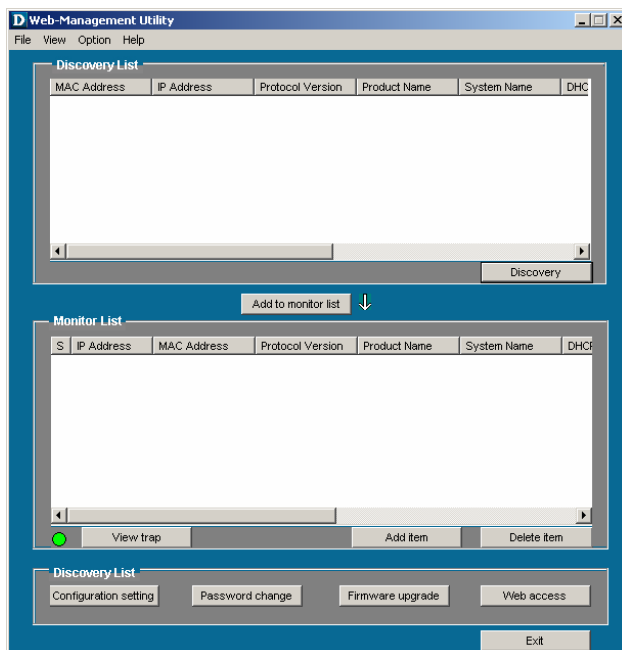 D Web-Management Utility
File View Option Help
Discovery List
MAC Address IP Address Protocol Version Product Name System Name DHC
Discovery
Add to monitor list
Monitor List
S IP Address MAC Address Protocol Version Product Name System Name DHCP
View trap Add item Delete item
Discovery List
Configuration setting Password change Firmware upgrade Web access
Exit